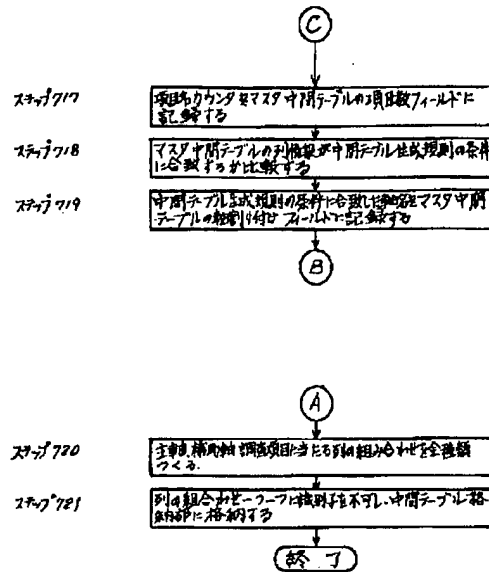 C
ステップ717
項目名カウンタをマスタ中間テーブルの項目数フィールドに
記録する
ステップ718
マスタ中間テーブルの列情報が中間テーブル生成規則の条件
に合致するか比較する
ステップ719
中間テーブル生成規則の条件に合致した軸名をマスタ中間
テーブルの軸割り付けフィールドに記録する
B
A
ステップ720
主軸、補助軸、調査項目に当たる列の組み合わせを全種類
つくる
ステップ721
列の組合わせ一つ一つに識別子を付し、中間テーブル格
納部に格納する
終了